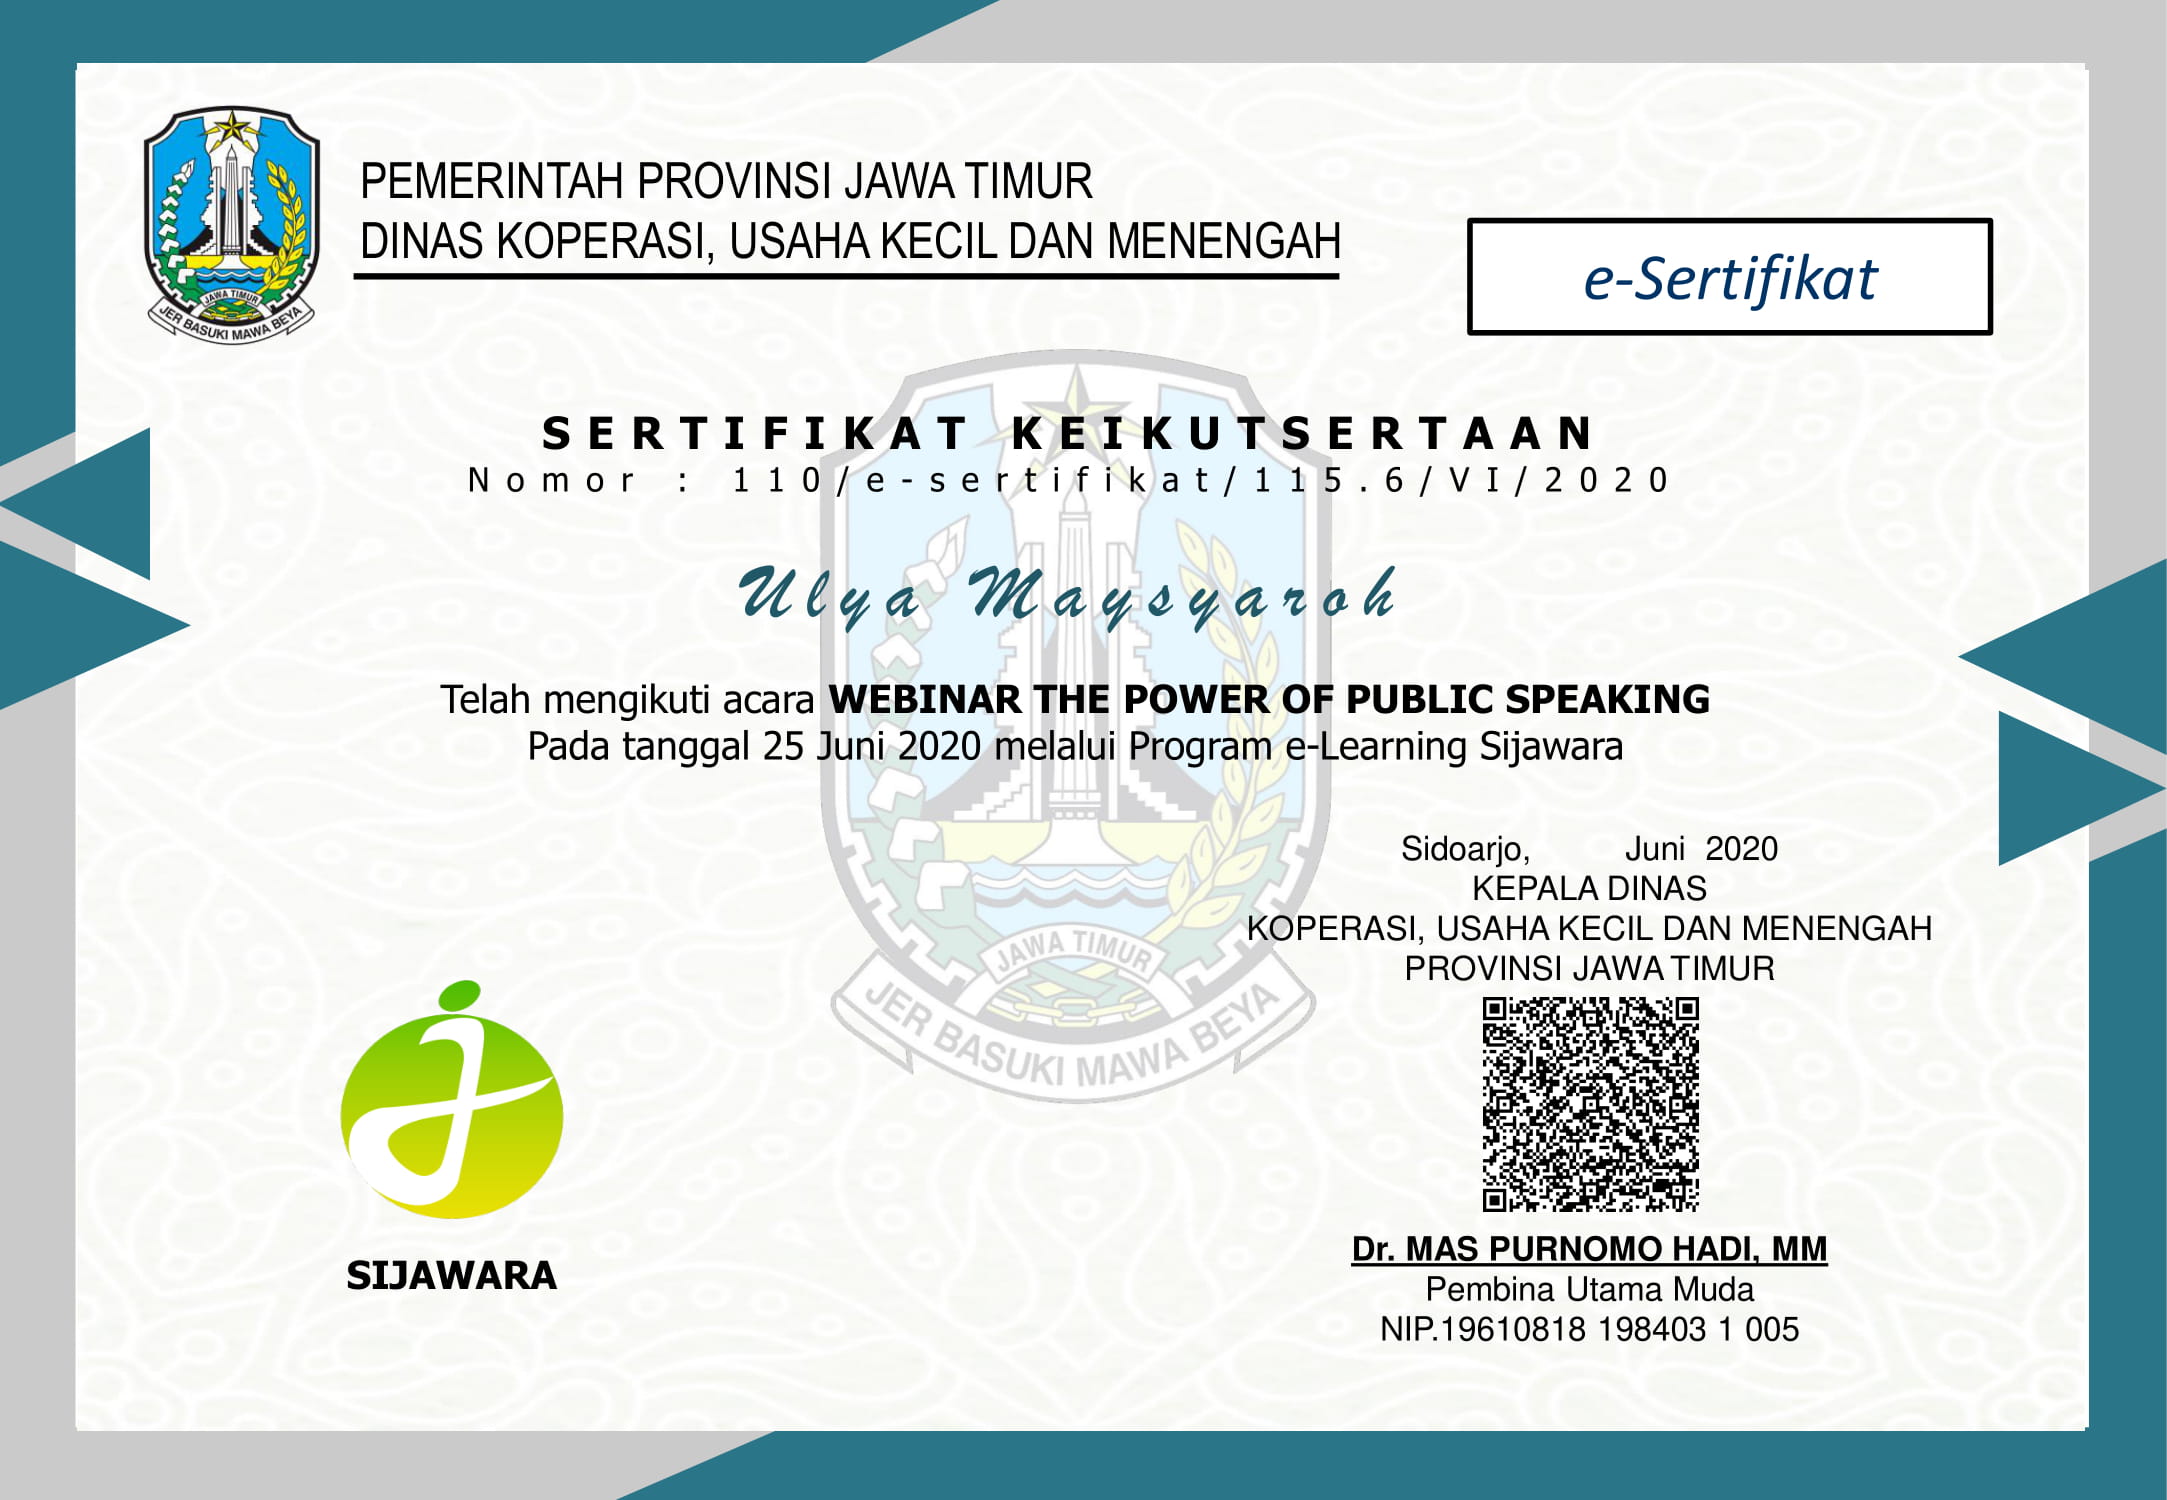 PEMERINTAH PROVINSI JAWA TIMUR
DINAS KOPERASI, USAHA KECIL DAN MENENGAH
JAWA TIMUR
JER BASUKI MAWA BEYA
e-Sertifikat
SERTIFIKAT KEIKUTSERTAAN
Nomor : 110/e-sertifikat/115.6/VI/2020
Ulya Maysyaroh
Telah mengikuti acara WEBINAR THE POWER OF PUBLIC SPEAKING
Pada tanggal 25 Juni 2020 melalui Program e-Learning Sijawara
JAWA TIMUR
JER BASUKI MAWA BEYA
Sidoarjo, Juni 2020
KEPALA DINAS
KOPERASI, USAHA KECIL DAN MENENGAH
PROVINSI JAWA TIMUR
SIJAWARA
Dr. MAS PURNOMO HADI, MM
Pembina Utama Muda
NIP.19610818 198403 1 005